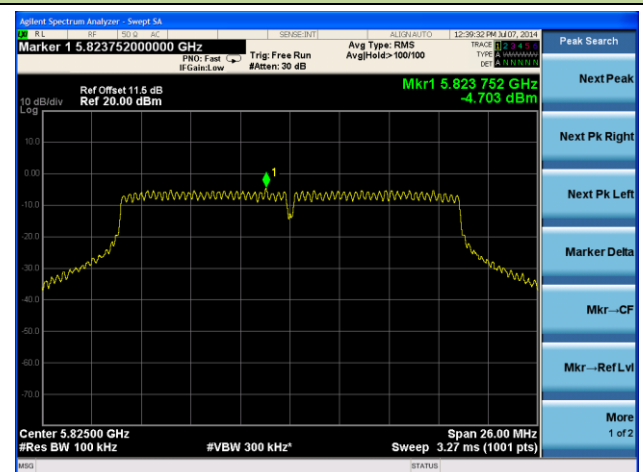 Agilent Spectrum Analyzer - Swept SA
RL RF 50 Ω AC SENSE:INT ALIGN AUTO 12:39:32 PM Jul 07, 2014
Marker 1 5.823752000000 GHz
PNO: Fast
IFGain:Low
Trig: Free Run
#Atten: 30 dB
Avg Type: RMS
Avg|Hold:>100/100
TRACE 1 2 3 4 5 6
TYPE A
DET A N N N N N
Peak Search
Ref Offset 11.5 dB
10 dB/div Ref 20.00 dBm
Log
Mkr1 5.823 752 GHz
-4.703 dBm
Next Peak
10.0
Next Pk Right
0.00
1
-10.0
Next Pk Left
-20.0
-30.0
Marker Delta
-40.0
Mkr→CF
-50.0
-60.0
Mkr→Ref Lvl
-70.0
More
1 of 2
Center 5.82500 GHz Span 26.00 MHz
#Res BW 100 kHz #VBW 300 kHz* Sweep 3.27 ms (1001 pts)
MSG STATUS